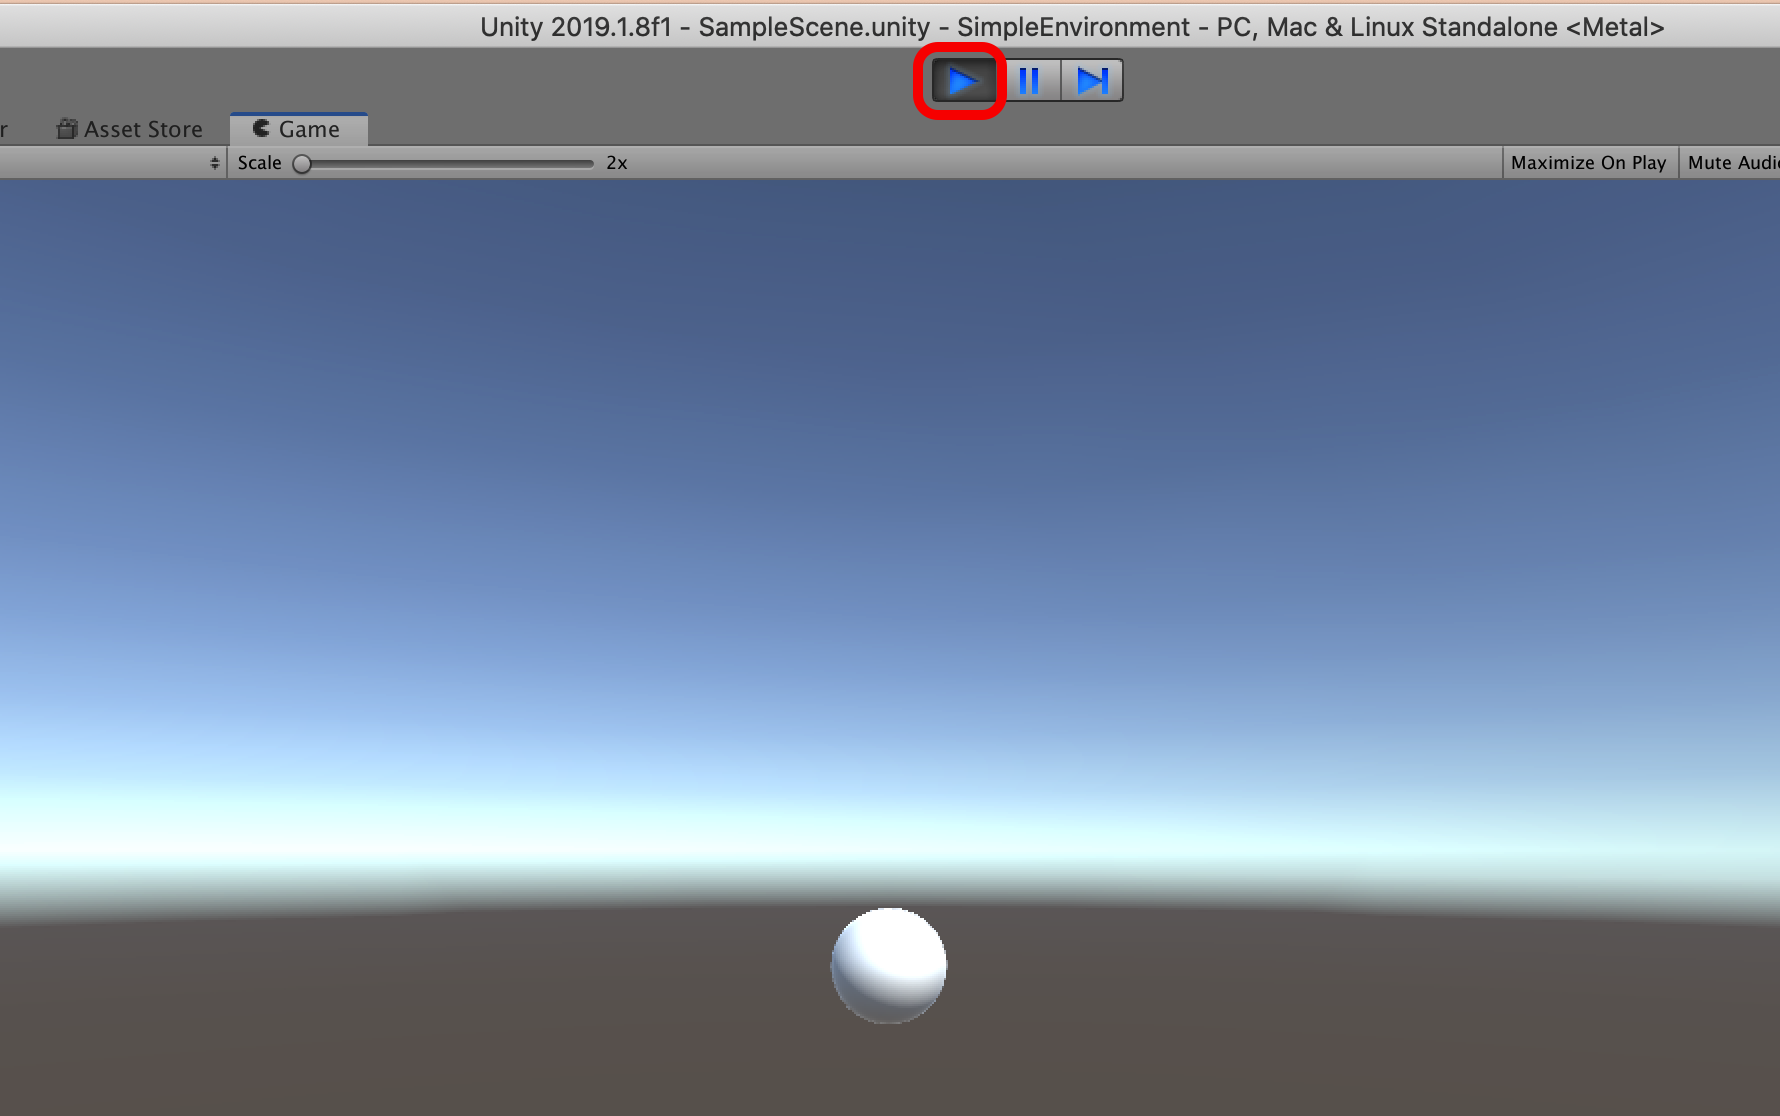 Unity 2019.1.8f1 - SampleScene.unity - SimpleEnvironment - PC, Mac & Linux Standalone <Metal>
r Asset Store Game
Scale 2x Maximize On Play Mute Audi